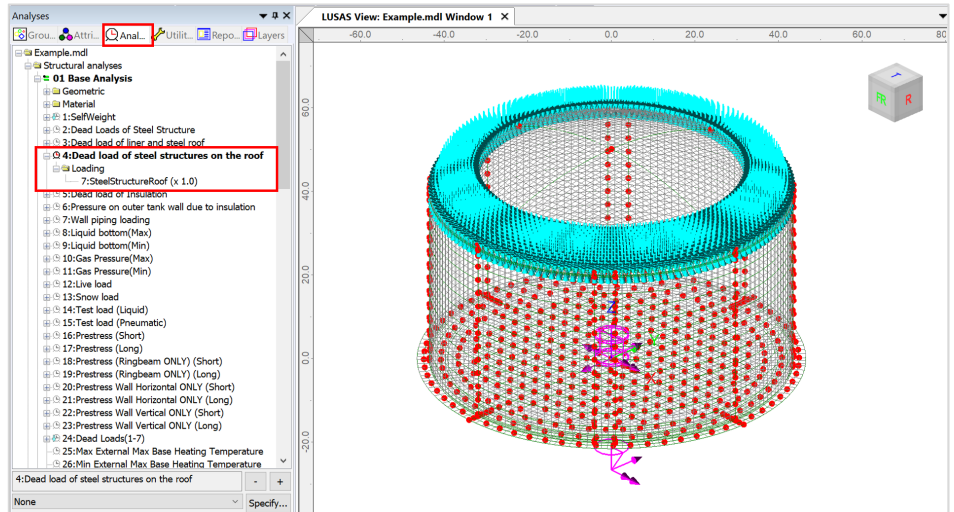 Analyses
LUSAS View: Example.mdl Window 1 X
Grou... Attri... Anal... Utilit... Repo... Layers
-60.0 -40.0 -20.0 0.0 20.0 40.0 60.0 80
Example.mdl
Structural analyses
01 Base Analysis
Geometric
Material
1:SelfWeight
2:Dead Loads of Steel Structure
3:Dead load of liner and steel roof
4:Dead load of steel structures on the roof
Loading
7:SteelStructureRoof (x 1.0)
5:Dead load of Insulation
6:Pressure on outer tank wall due to insulation
7:Wall piping loading
8:Liquid bottom(Max)
9:Liquid bottom(Min)
10:Gas Pressure(Max)
11:Gas Pressure(Min)
12:Live load
13:Snow load
14:Test load (Liquid)
15:Test load (Pneumatic)
16:Prestress (Short)
17:Prestress (Long)
18:Prestress (Ringbeam ONLY) (Short)
19:Prestress (Ringbeam ONLY) (Long)
20:Prestress Wall Horizontal ONLY (Short)
21:Prestress Wall Horizontal ONLY (Long)
22:Prestress Wall Vertical ONLY (Short)
23:Prestress Wall Vertical ONLY (Long)
24:Dead Loads(1-7)
25:Max External Max Base Heating Temperature
26:Min External Max Base Heating Temperature
4:Dead load of steel structures on the roof - +
None Specify...
60.0
40.0
20.0
0.0
-20.0
T
FR R
Z
Y
X